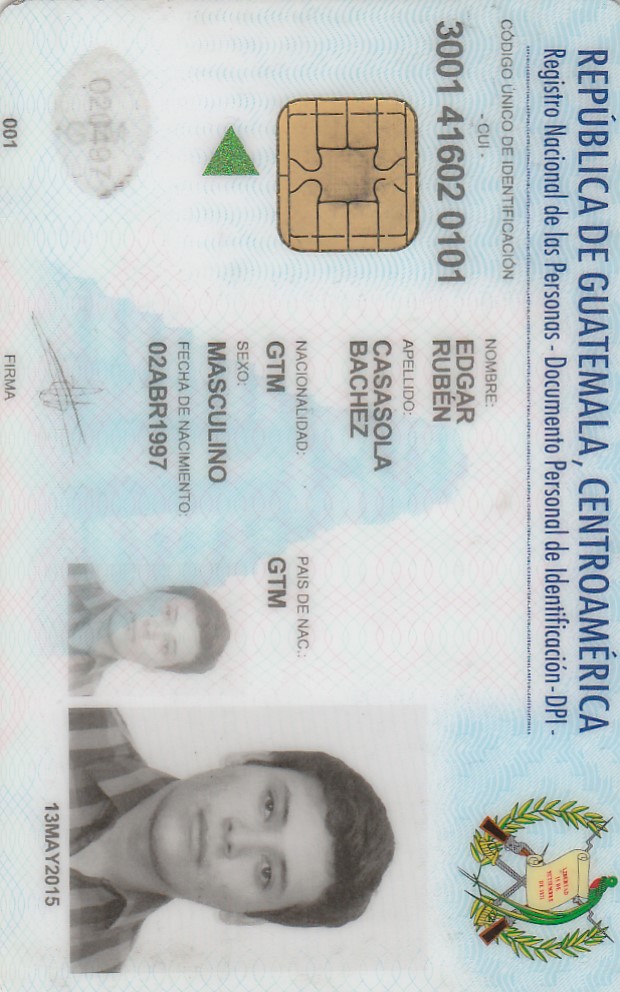 REPÚBLICA DE GUATEMALA, CENTROAMÉRICA
Registro Nacional de las Personas - Documento Personal de Identificación -DPI -
CÓDIGO ÚNICO DE IDENTIFICACIÓN
- CUI -
3001 41602 0101
LIBERTAD
15 DE
SETIEMBRE
DE 1821
NOMBRE:
EDGAR
RUBÉN
APELLIDO:
CASASOLA
BACHEZ
NACIONALIDAD:
GTM
PAIS DE NAC.:
GTM
SEXO:
MASCULINO
FECHA DE NACIMIENTO:
02ABR1997
020497
13MAY2015
001
FIRMA